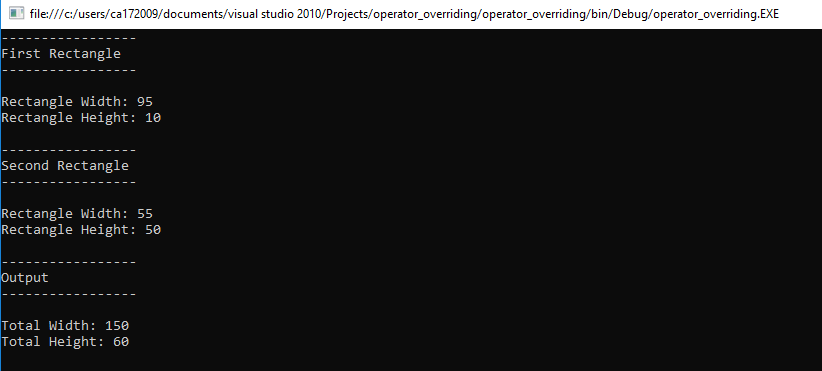 file:///c:/users/ca172009/documents/visual studio 2010/Projects/operator_overriding/operator_overriding/bin/Debug/operator_overriding.EXE
-----------------
First Rectangle
-----------------
Rectangle Width: 95
Rectangle Height: 10
-----------------
Second Rectangle
-----------------
Rectangle Width: 55
Rectangle Height: 50
-----------------
Output
-----------------
Total Width: 150
Total Height: 60